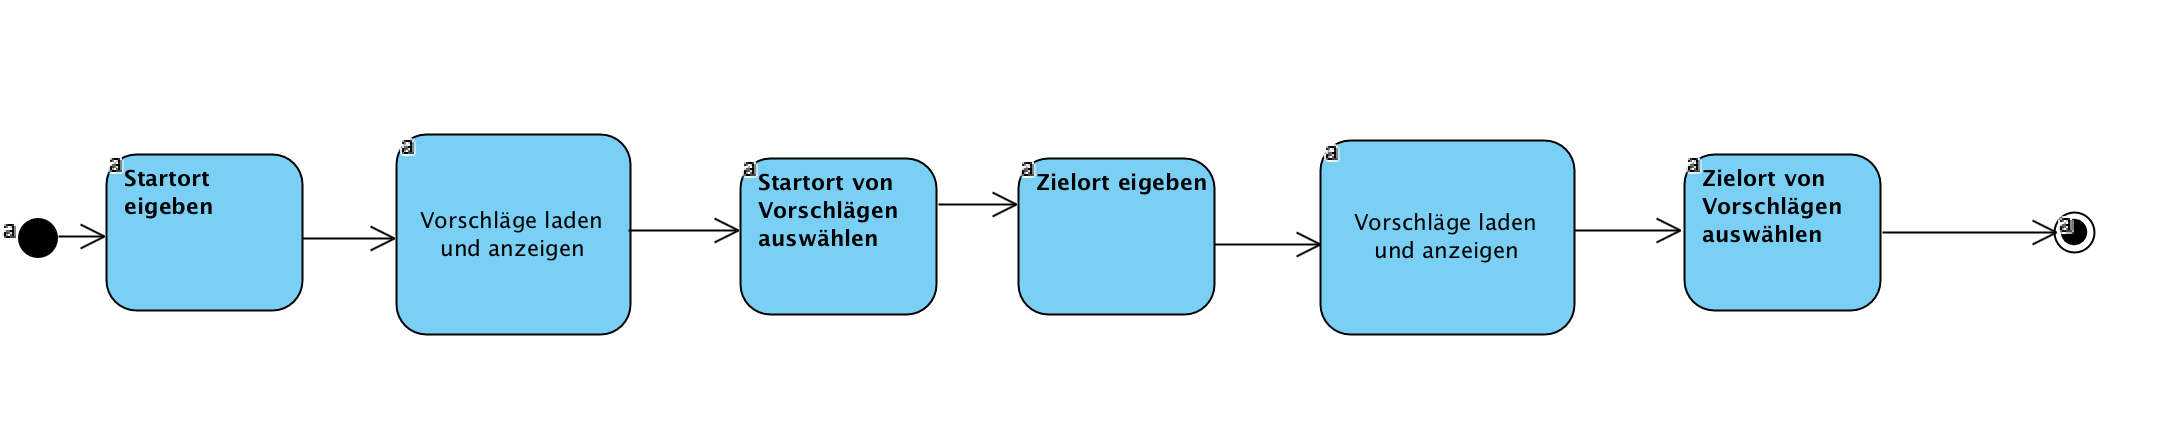 a
a
Startort
eigeben
a
Vorschläge laden
und anzeigen
a
Startort von
Vorschlägen
auswählen
a
Zielort eigeben
a
Vorschläge laden
und anzeigen
a
Zielort von
Vorschlägen
auswählen
a